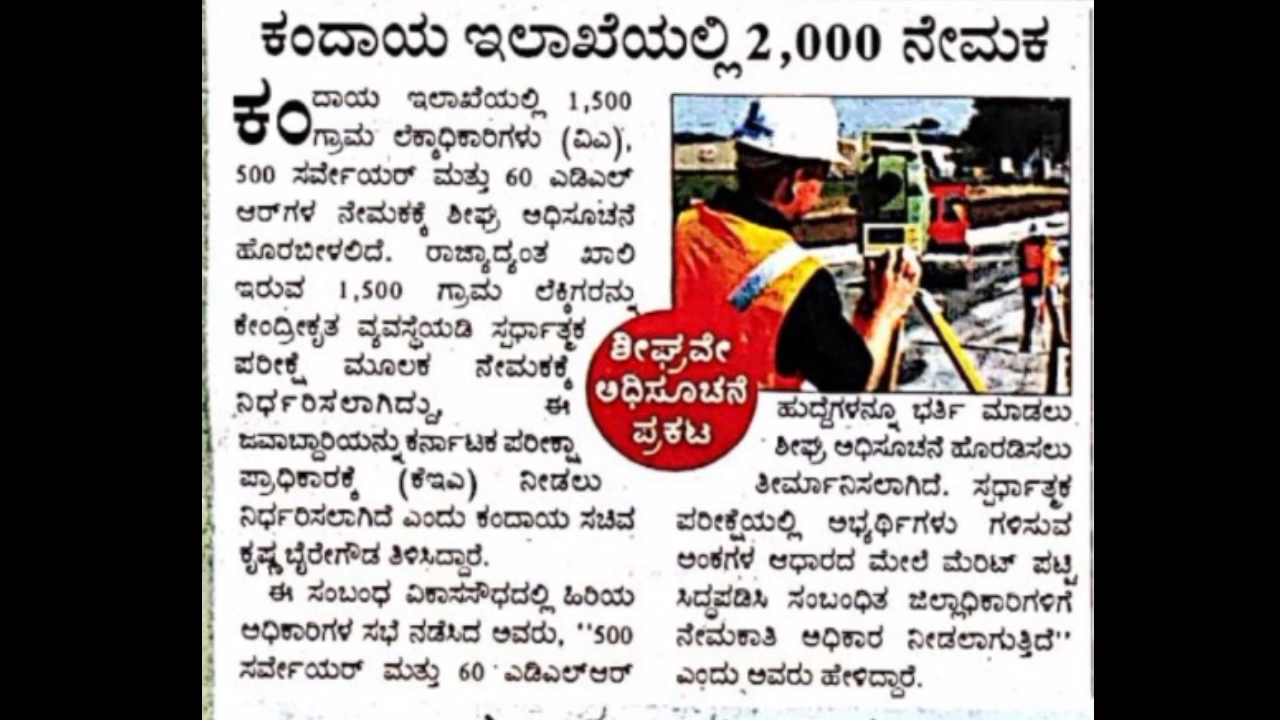 ಕಂದಾಯ ಇಲಾಖೆಯಲ್ಲಿ 2,000 ನೇಮಕ
ಕಂದಾಯ ಇಲಾಖೆಯಲ್ಲಿ 1,500
ಗ್ರಾಮ ಲೆಕ್ಕಾಧಿಕಾರಿಗಳು (ವಿಎ),
500 ಸರ್ವೇಯರ್ ಮತ್ತು 60 ಎಡಿಎಲ್
ಆರ್‌ಗಳ ನೇಮಕಕ್ಕೆ ಶೀಘ್ರ ಅಧಿಸೂಚನೆ
ಹೊರಬೀಳಲಿದೆ. ರಾಜ್ಯಾದ್ಯಂತ ಖಾಲಿ
ಇರುವ 1,500 ಗ್ರಾಮ ಲೆಕ್ಕಿಗರನ್ನು
ಕೇಂದ್ರೀಕೃತ ವ್ಯವಸ್ಥೆಯಡಿ ಸ್ಪರ್ಧಾತ್ಮಕ
ಪರೀಕ್ಷೆ ಮೂಲಕ ನೇಮಕಕ್ಕೆ
ನಿರ್ಧರಿಸಲಾಗಿದ್ದು, ಈ
ಜವಾಬ್ದಾರಿಯನ್ನು ಕರ್ನಾಟಕ ಪರೀಕ್ಷಾ
ಪ್ರಾಧಿಕಾರಕ್ಕೆ (ಕೆಇಎ) ನೀಡಲು
ನಿರ್ಧರಿಸಲಾಗಿದೆ ಎಂದು ಕಂದಾಯ ಸಚಿವ
ಕೃಷ್ಣ ಬೈರೇಗೌಡ ತಿಳಿಸಿದ್ದಾರೆ.
ಈ ಸಂಬಂಧ ವಿಕಾಸಸೌಧದಲ್ಲಿ ಹಿರಿಯ
ಅಧಿಕಾರಿಗಳ ಸಭೆ ನಡೆಸಿದ ಅವರು, "500
ಸರ್ವೇಯರ್ ಮತ್ತು 60 ಎಡಿಎಲ್ಆರ್
ಶೀಘ್ರವೇ
ಅಧಿಸೂಚನೆ
ಪ್ರಕಟ
ಹುದ್ದೆಗಳನ್ನೂ ಭರ್ತಿ ಮಾಡಲು
ಶೀಘ್ರ ಅಧಿಸೂಚನೆ ಹೊರಡಿಸಲು
ತೀರ್ಮಾನಿಸಲಾಗಿದೆ. ಸ್ಪರ್ಧಾತ್ಮಕ
ಪರೀಕ್ಷೆಯಲ್ಲಿ ಅಭ್ಯರ್ಥಿಗಳು ಗಳಿಸುವ
ಅಂಕಗಳ ಆಧಾರದ ಮೇಲೆ ಮೆರಿಟ್ ಪಟ್ಟಿ
ಸಿದ್ಧಪಡಿಸಿ ಸಂಬಂಧಿತ ಜಿಲ್ಲಾಧಿಕಾರಿಗಳಿಗೆ
ನೇಮಕಾತಿ ಅಧಿಕಾರ ನೀಡಲಾಗುತ್ತಿದೆ"
ಎಂದು ಅವರು ಹೇಳಿದ್ದಾರೆ.